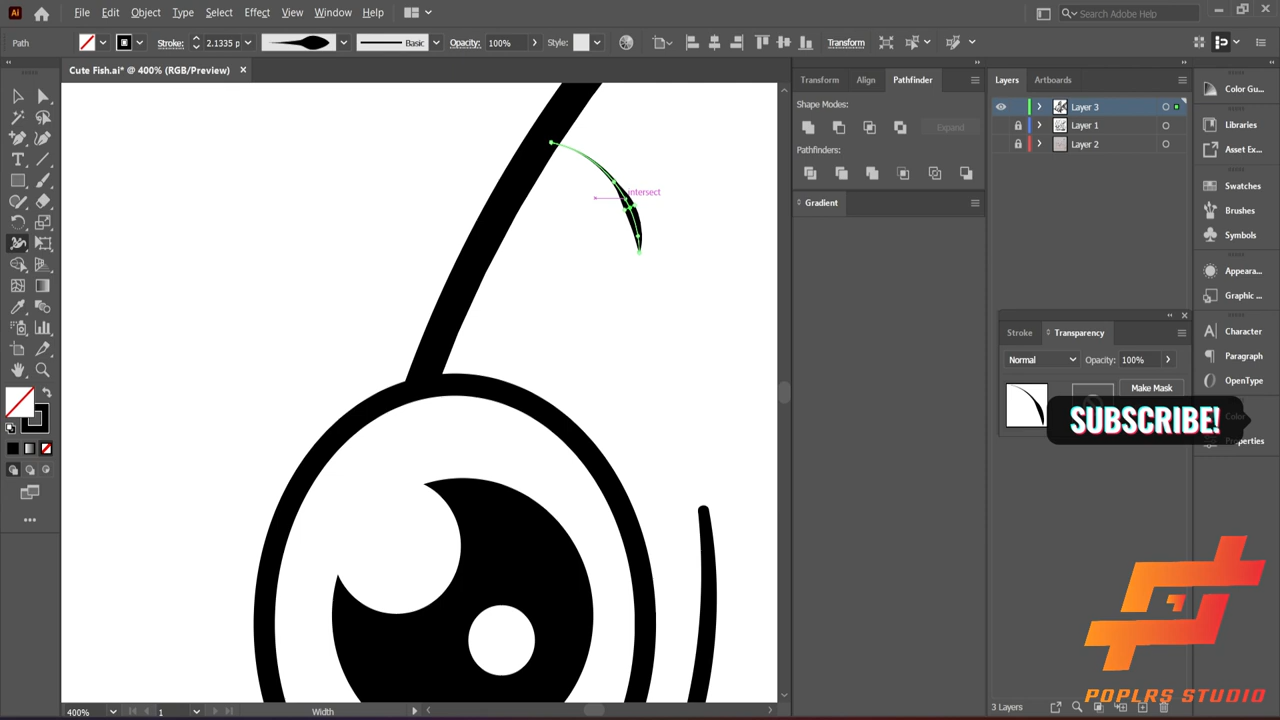 Ai File Edit Object Type Select Effect View Window Help Search Adobe Help
Path Stroke: 2.1335 p Basic Opacity: 100% Style: Transform
Cute Fish.ai* @ 400% (RGB/Preview)
Transform Align Pathfinder
Shape Modes:
Expand
Pathfinders:
Gradient
Layers Artboards
Layer 3
Layer 1
Layer 2
Color Gu...
Libraries
Asset Ex...
Swatches
Brushes
Symbols
Appeara...
Graphic ...
Character
Paragraph
OpenType
Color
Properties
intersect
Stroke Transparency
Normal Opacity: 100%
Make Mask
SUBSCRIBE!
POPLRS STUDIO
3 Layers
400% 1 Width